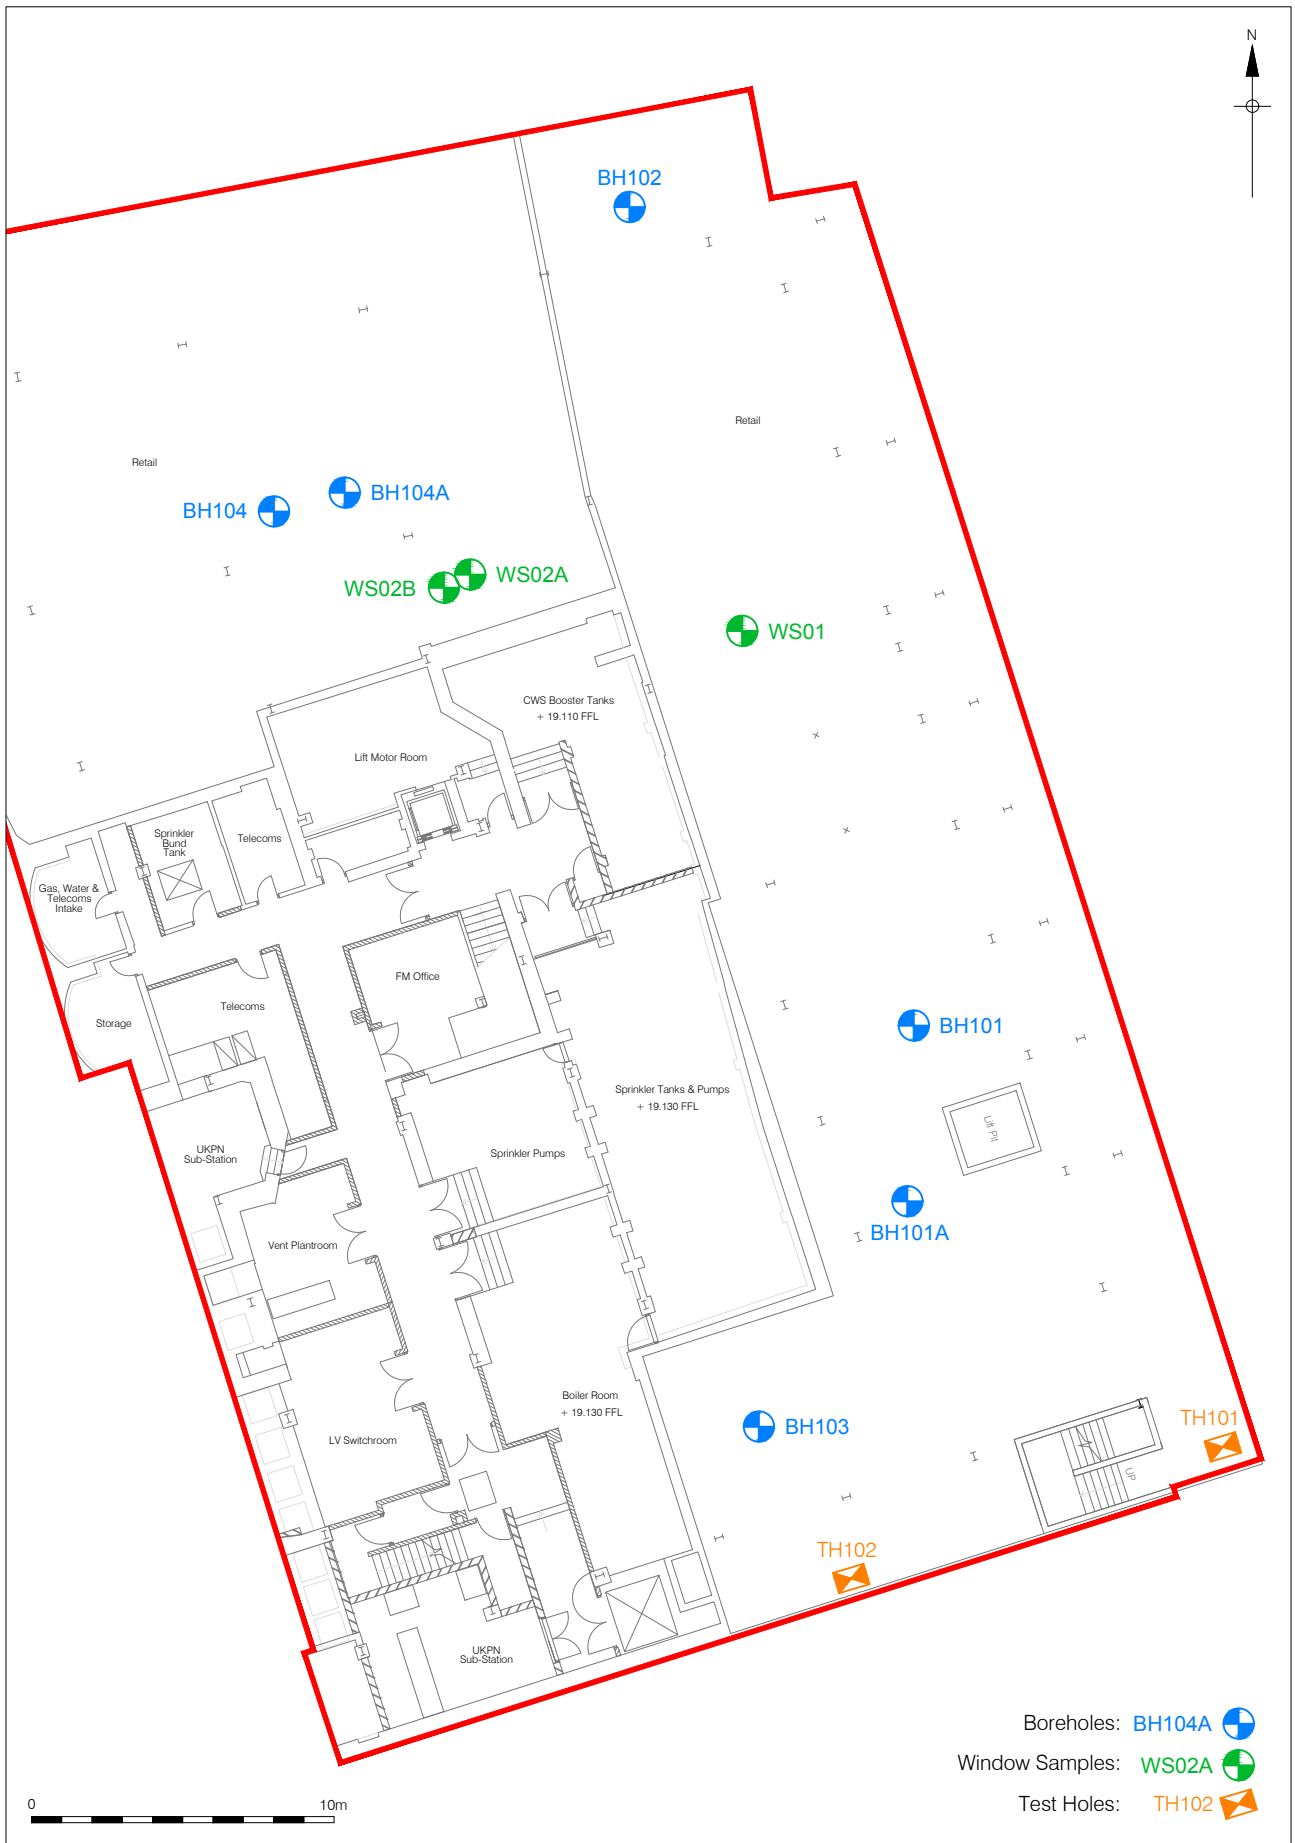 N
BH102
Retail
Retail
BH104
BH104A
WS02B
WS02A
WS01
CWS Booster Tanks
+ 19.110 FFL
Lift Motor Room
Sprinkler
Bund
Tank
Telecoms
Gas, Water &
Telecoms
Intake
FM Office
Telecoms
Storage
BH101
Sprinkler Tanks & Pumps
+ 19.130 FFL
Lift Pit
UKPN
Sub-Station
Sprinkler Pumps
BH101A
Vent Plantroom
Boiler Room
+ 19.130 FFL
BH103
TH101
LV Switchroom
UP
TH102
UKPN
Sub-Station
Boreholes: BH104A
Window Samples: WS02A
Test Holes: TH102
0 10m